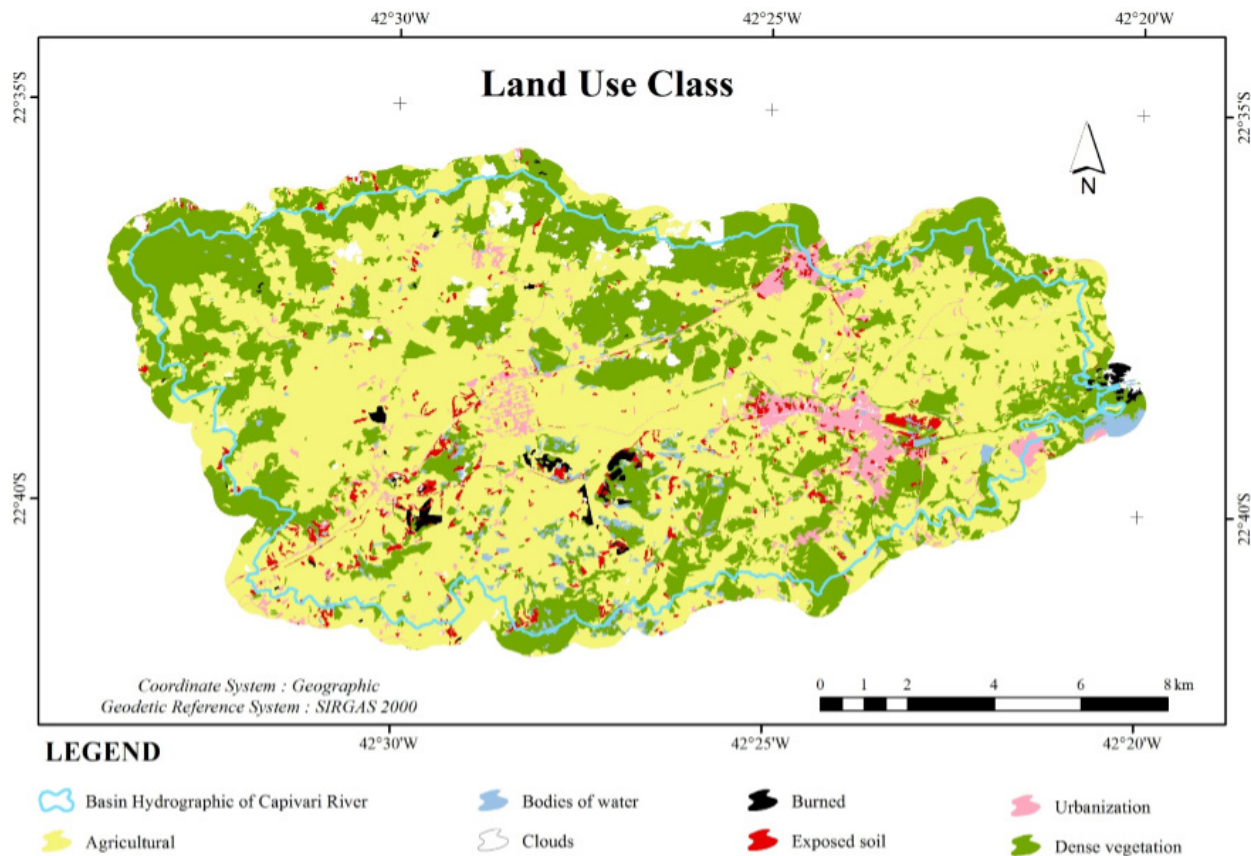 42°30'W 42°25'W 42°20'W
Land Use Class
22°35'S 22°35'S
N
22°40'S 22°40'S
Coordinate System : Geographic
Geodetic Reference System : SIRGAS 2000
0 1 2 4 6 8 km
42°30'W 42°25'W 42°20'W
LEGEND
Basin Hydrographic of Capivari River Bodies of water Burned Urbanization
Agricultural Clouds Exposed soil Dense vegetation